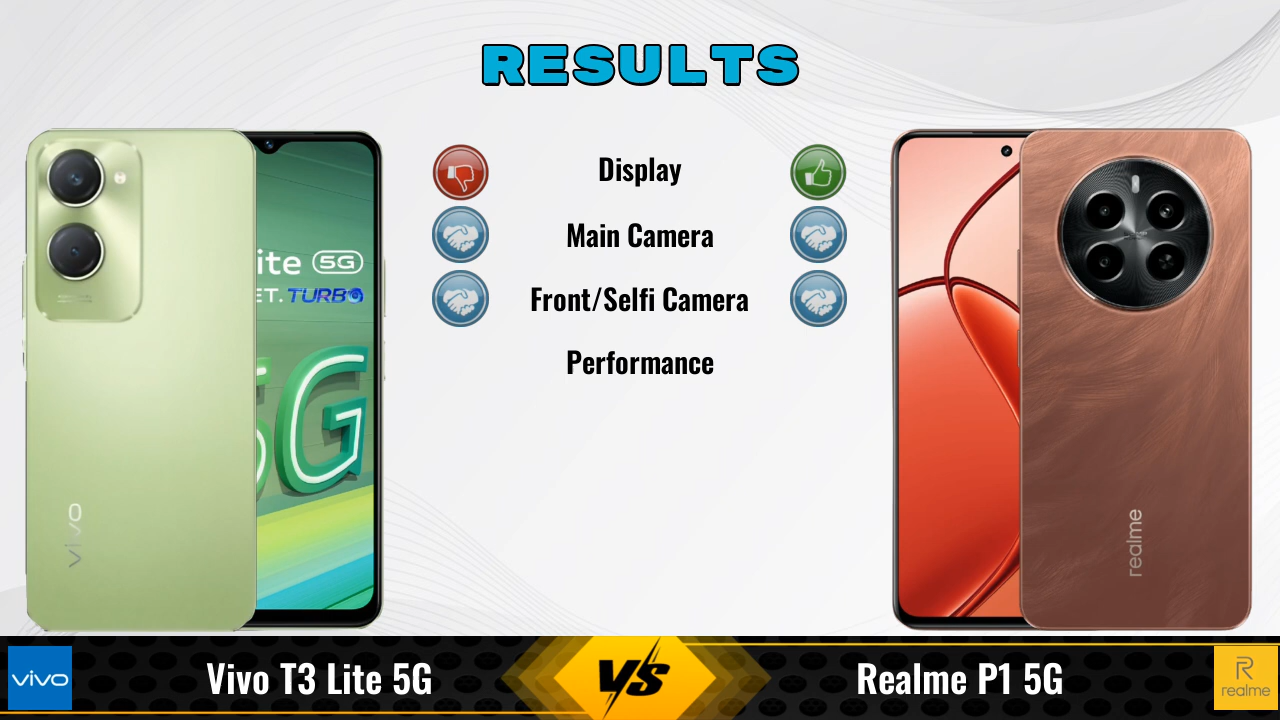 RESULTS
Display
Main Camera
Front/Selfi Camera
Performance
ite 5G
ET. TURBO
5G
vivo
realme
vivo
Vivo T3 Lite 5G
VS
Realme P1 5G
R
realme